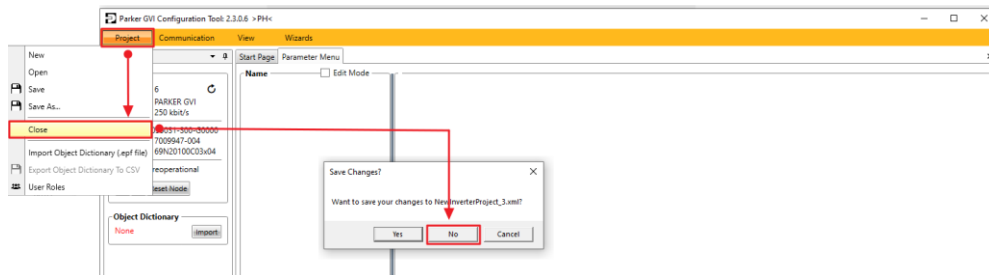 Parker GVI Configuration Tool: 2.3.0.6 >PH<
Project Communication View Wizards
New
Open
Save
Save As...
Close
Import Object Dictionary (.epf file)
Export Object Dictionary To CSV
User Roles
6
PARKER GVI
250 kbit/s
7009947-004
69N20100C03x04
reoperational
Reset Node
Object Dictionary
None Import
Start Page Parameter Menu
Name Edit Mode
Save Changes?
Want to save your changes to NewInverterProject_3.xml?
Yes No Cancel